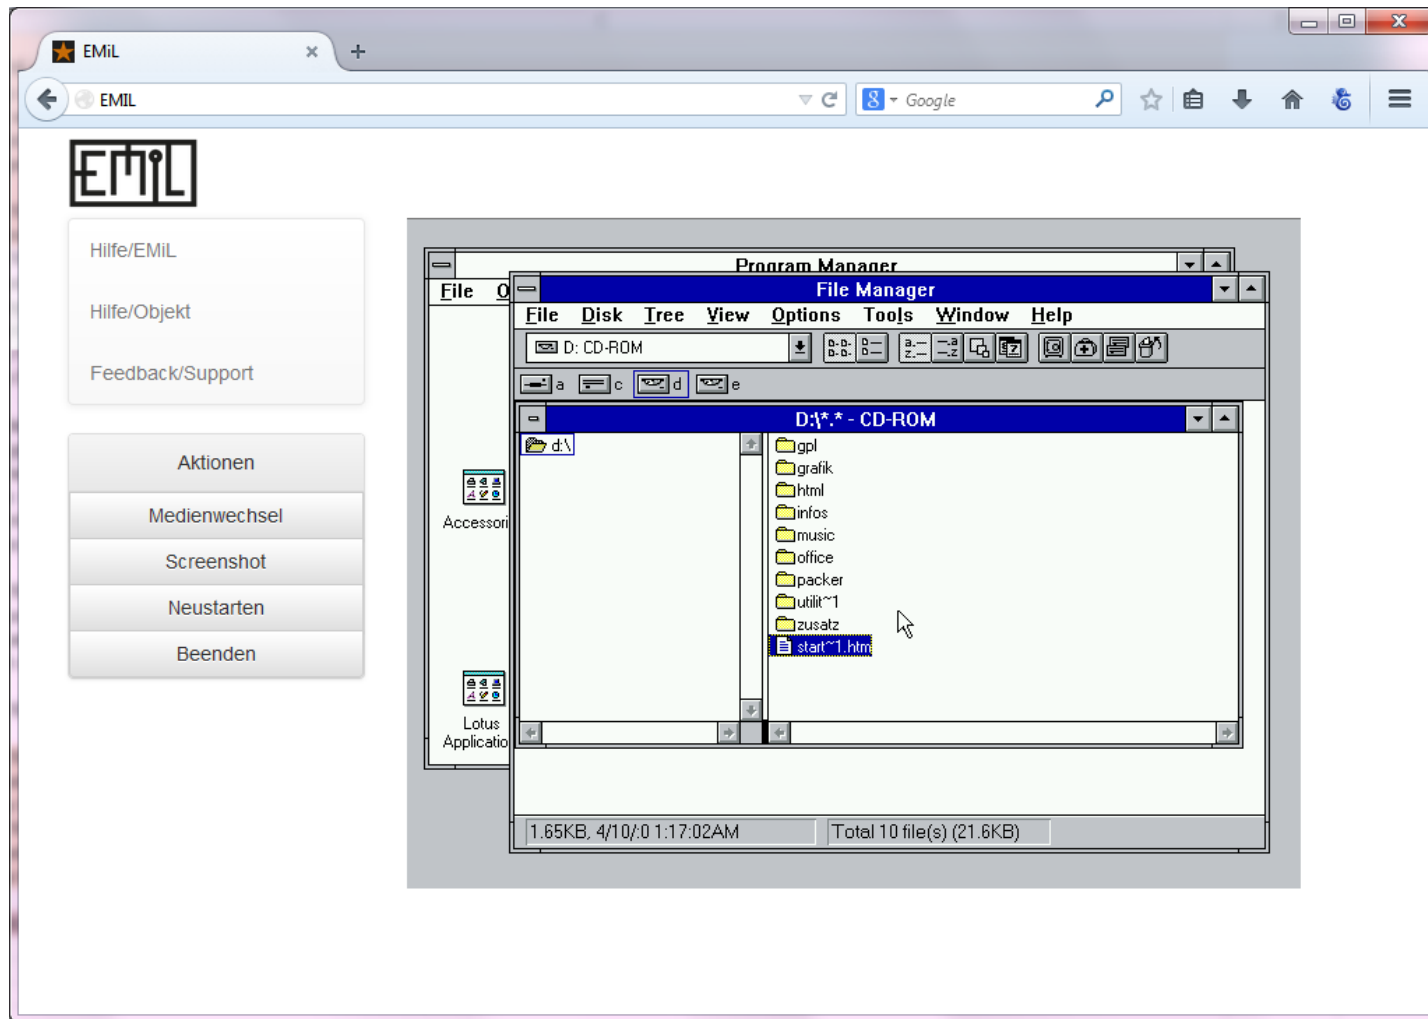 EMiL
EMIL
Google
EMiL
Hilfe/EMiL
Hilfe/Objekt
Feedback/Support
Aktionen
Medienwechsel
Screenshot
Neustarten
Beenden
Program Manager
File O
File Manager
File Disk Tree View Options Tools Window Help
D: CD-ROM
a c d e
D:\*.* - CD-ROM
d:\
gpl
grafik
html
infos
music
office
packer
utilit~1
zusatz
start~1.htm
Accessori
Lotus
Applicatio
1.65KB, 4/10/:0 1:17:02AM Total 10 file(s) (21.6KB)